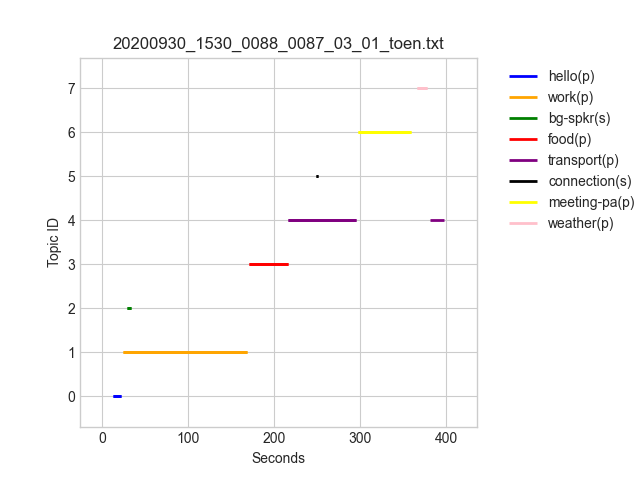 20200930_1530_0088_0087_03_01_toen.txt
hello(p)
work(p)
bg-spkr(s)
food(p)
transport(p)
connection(s)
meeting-pa(p)
weather(p)
Topic ID
7
6
5
4
3
2
1
0
0 100 200 300 400
Seconds